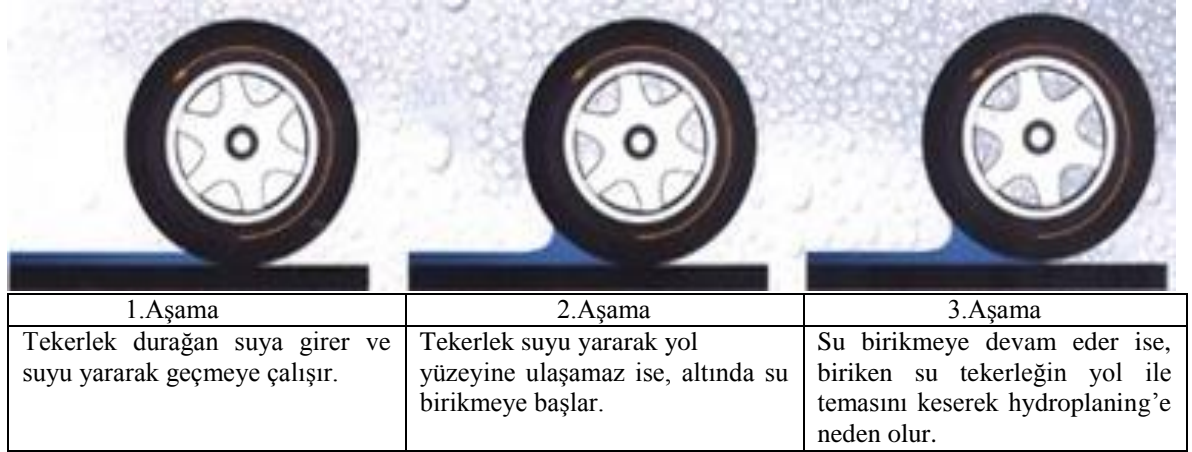 1.Aşama
2.Aşama
3.Aşama
Tekerlek durağan suya girer ve
suyu yararak geçmeye çalışır.
Tekerlek suyu yararak yol
yüzeyine ulaşamaz ise, altında su
birikmeye başlar.
Su birikmeye devam eder ise,
biriken su tekerleğin yol ile
temasını keserek hydroplaning’e
neden olur.